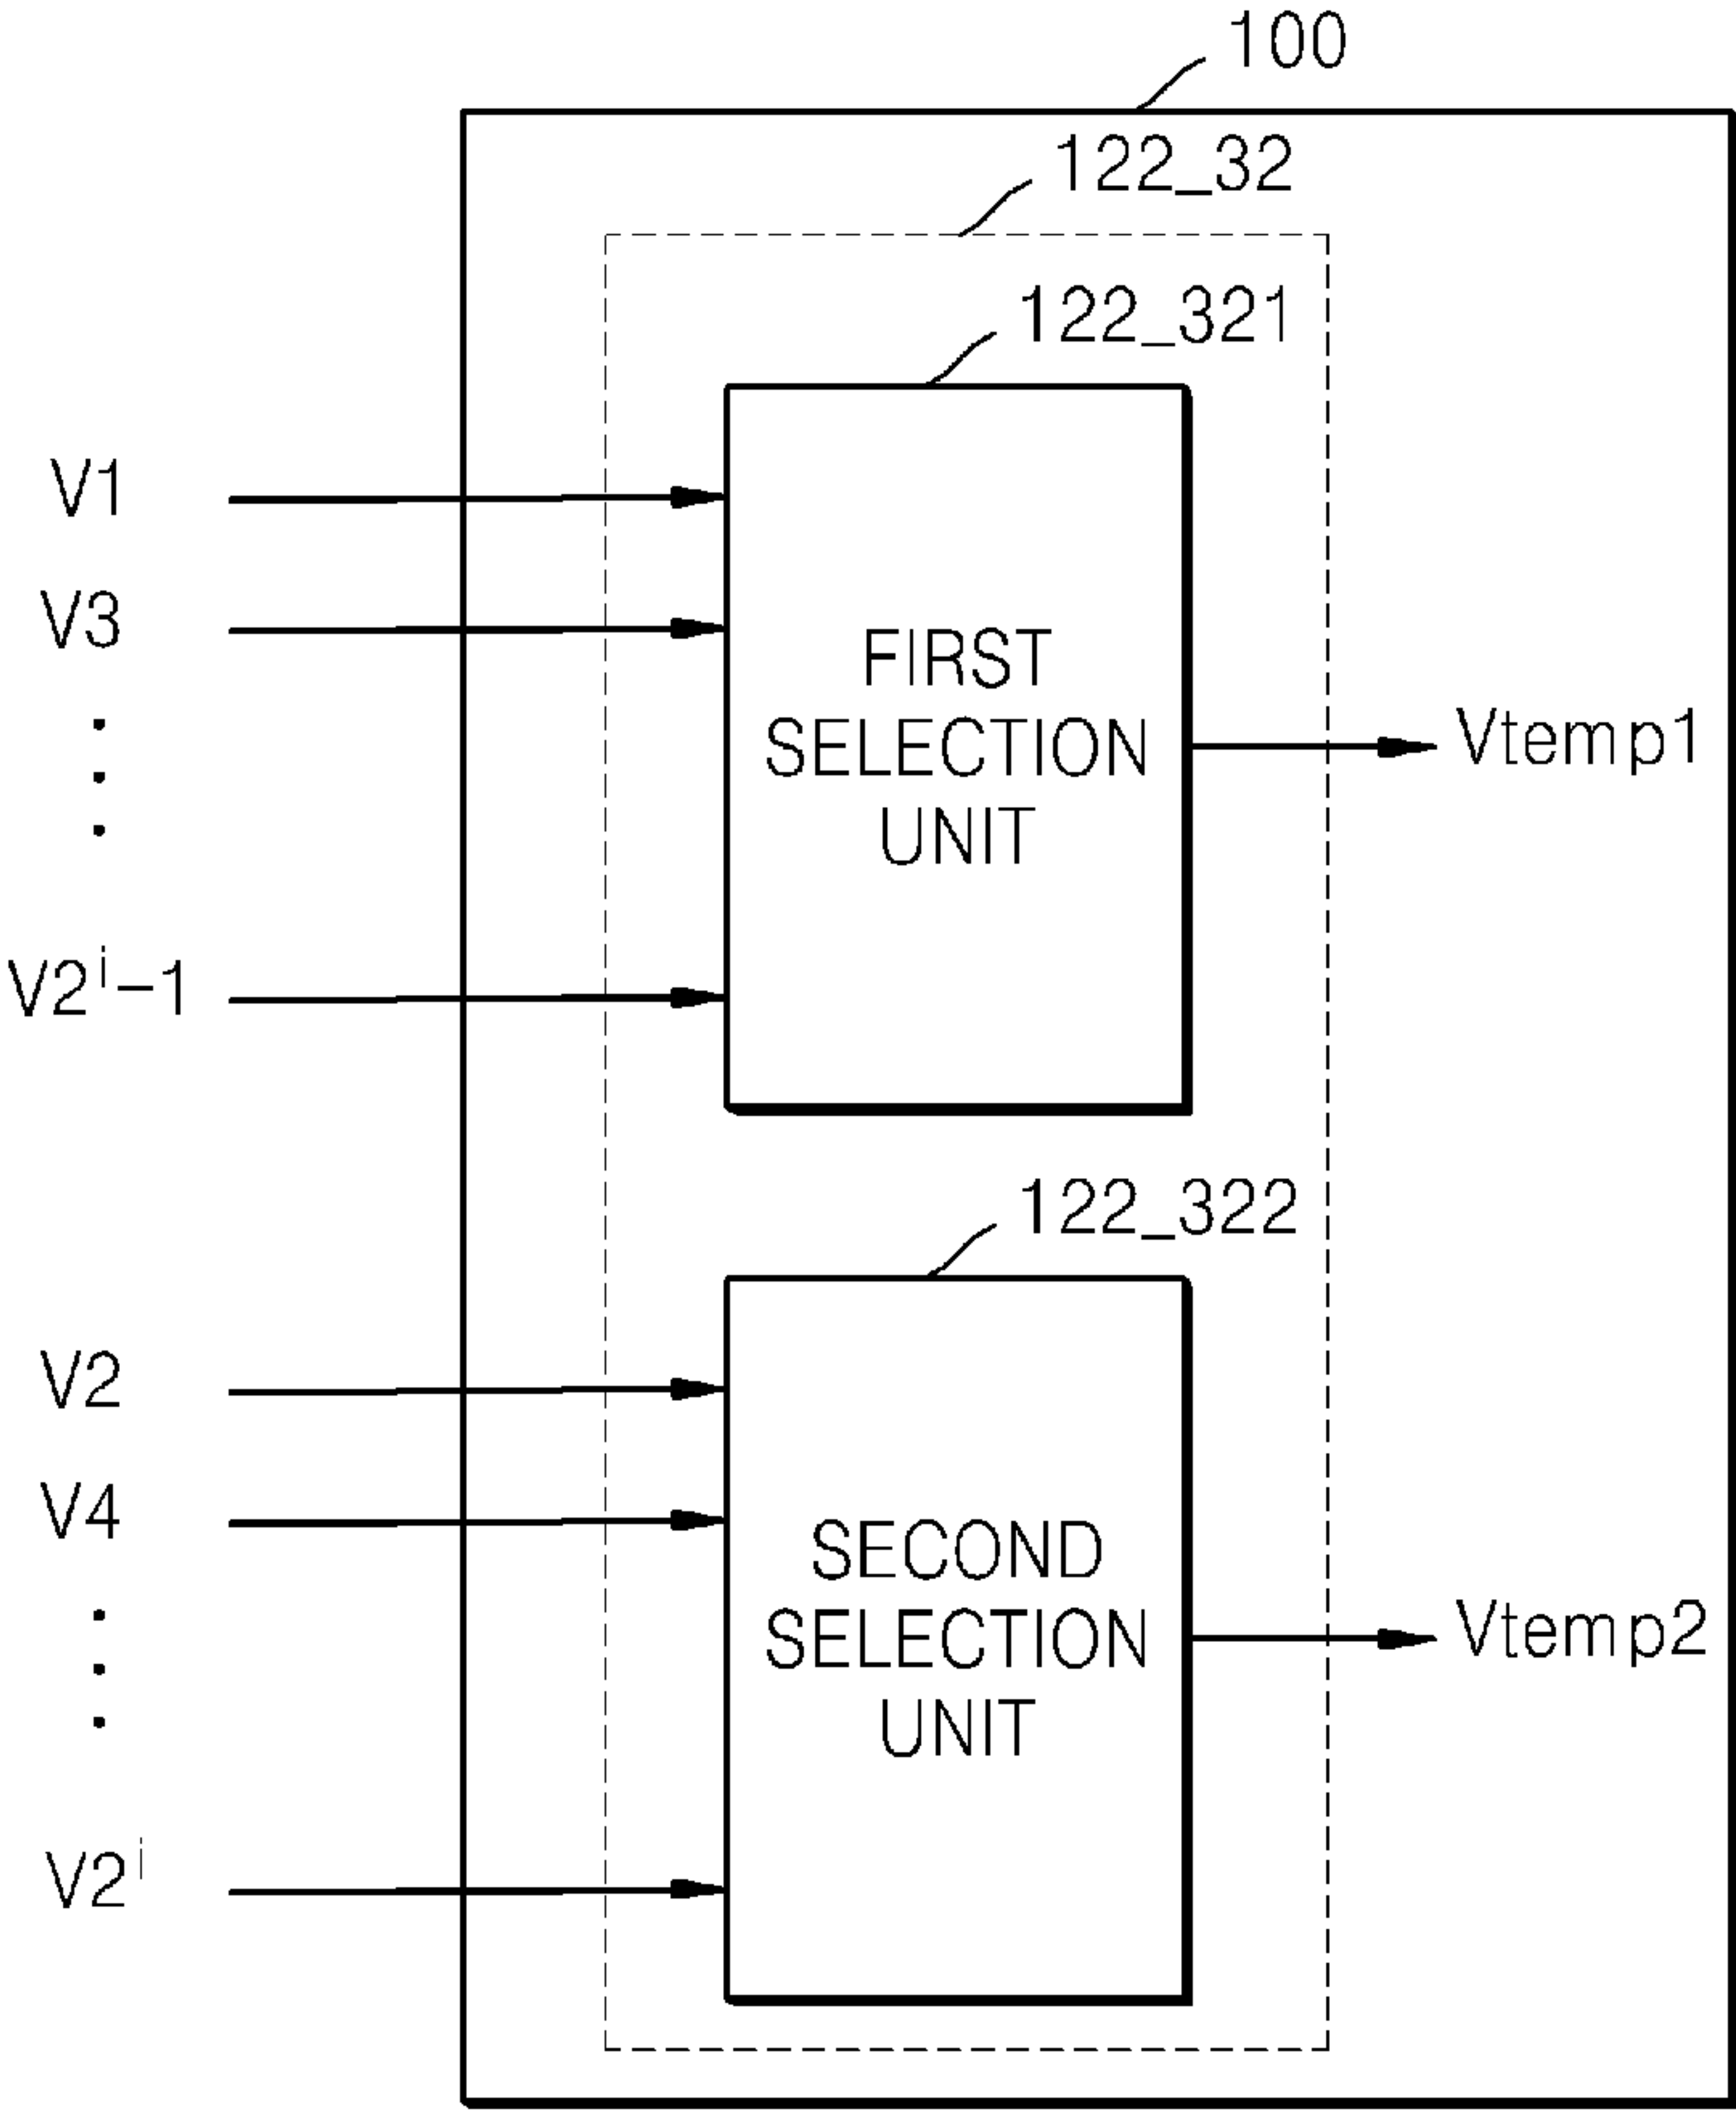 100
122_32
122_321
V1
V3
FIRST
SELECTION
UNIT
Vtemp1
V2ⁱ-1
122_322
V2
V4
SECOND
SELECTION
UNIT
Vtemp2
V2ⁱ